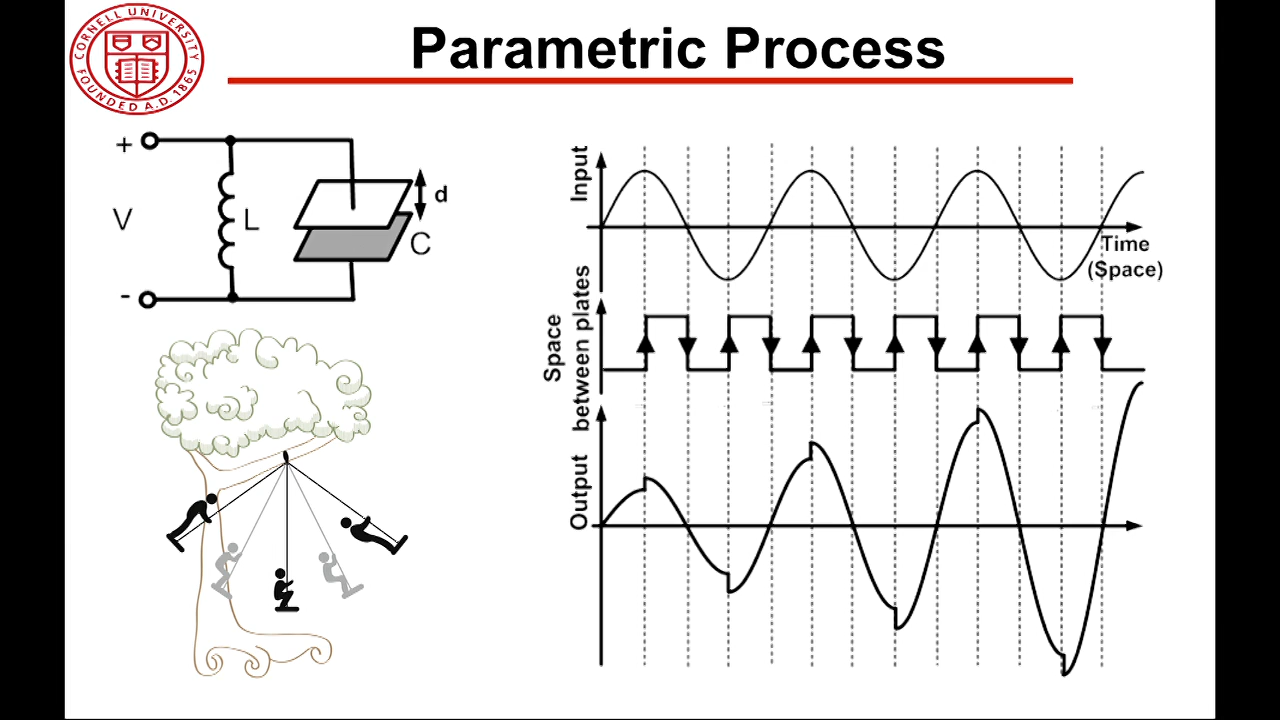 CORNELL UNIVERSITY
FOUNDED A.D. 1865
Parametric Process
+
V
L
d
C
-
Input
Time
(Space)
Space
between plates
Output